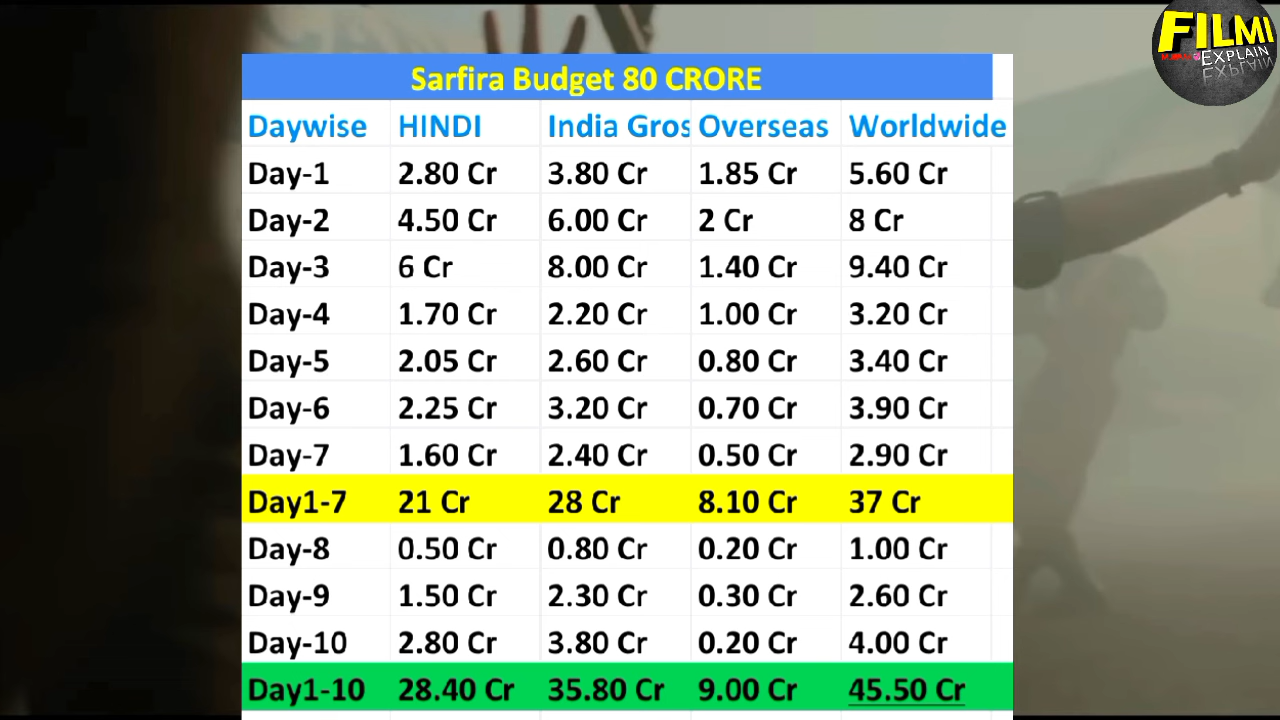 FILMI
EXPLAIN
Sarfira Budget 80 CRORE
Daywise HINDI India Gros Overseas Worldwide
Day-1 2.80 Cr 3.80 Cr 1.85 Cr 5.60 Cr
Day-2 4.50 Cr 6.00 Cr 2 Cr 8 Cr
Day-3 6 Cr 8.00 Cr 1.40 Cr 9.40 Cr
Day-4 1.70 Cr 2.20 Cr 1.00 Cr 3.20 Cr
Day-5 2.05 Cr 2.60 Cr 0.80 Cr 3.40 Cr
Day-6 2.25 Cr 3.20 Cr 0.70 Cr 3.90 Cr
Day-7 1.60 Cr 2.40 Cr 0.50 Cr 2.90 Cr
Day1-7 21 Cr 28 Cr 8.10 Cr 37 Cr
Day-8 0.50 Cr 0.80 Cr 0.20 Cr 1.00 Cr
Day-9 1.50 Cr 2.30 Cr 0.30 Cr 2.60 Cr
Day-10 2.80 Cr 3.80 Cr 0.20 Cr 4.00 Cr
Day1-10 28.40 Cr 35.80 Cr 9.00 Cr 45.50 Cr